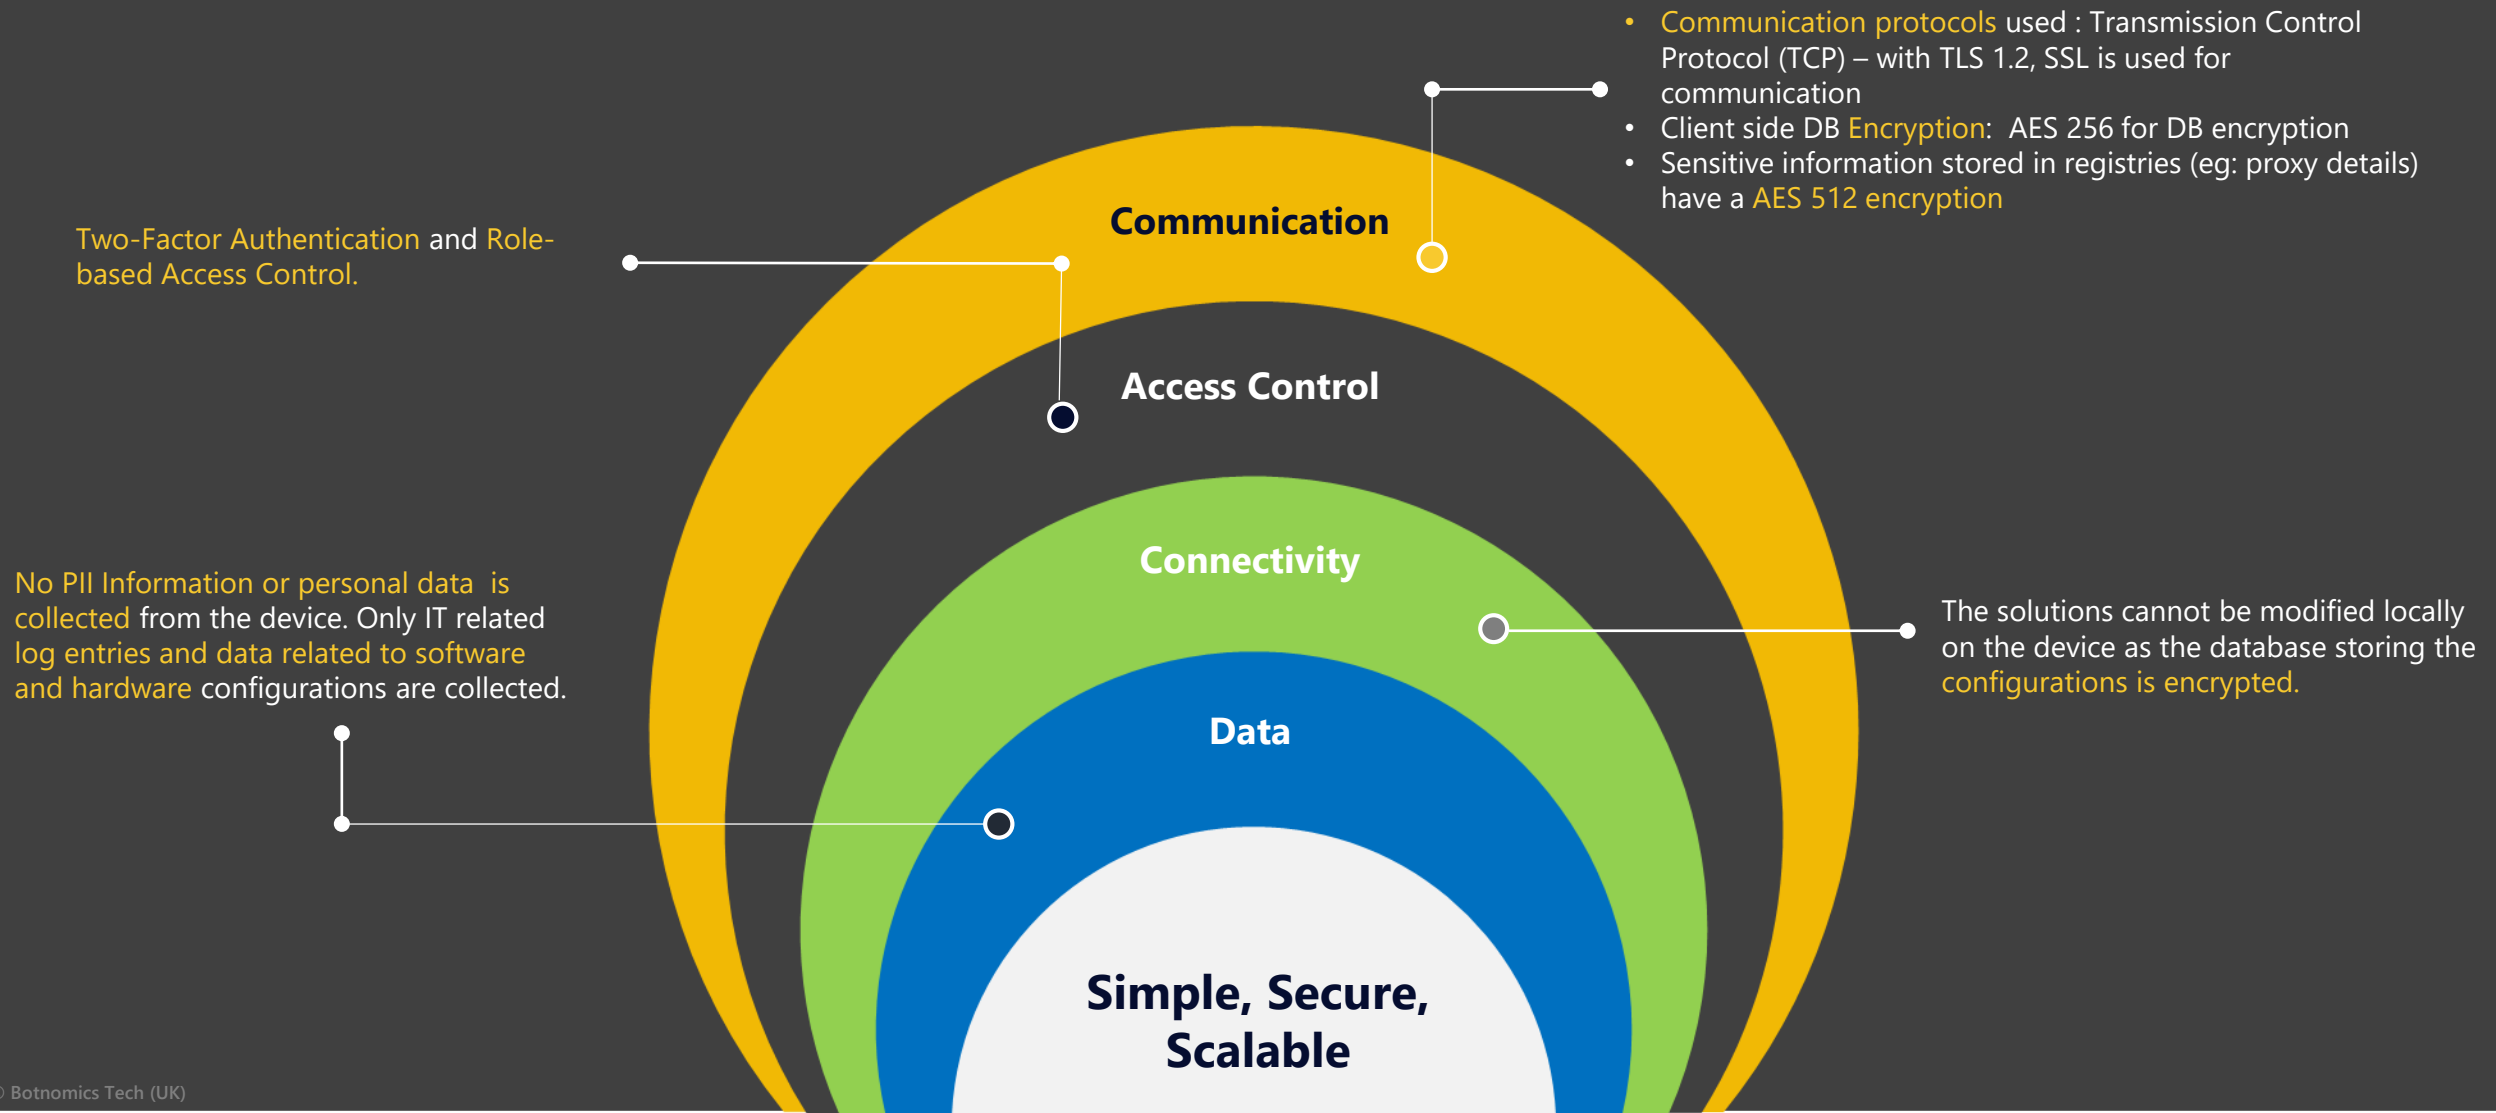 • Communication protocols used : Transmission Control
Protocol (TCP) – with TLS 1.2, SSL is used for
communication
• Client side DB Encryption:  AES 256 for DB encryption
• Sensitive information stored in registries (eg: proxy details)
have a AES 512 encryption
Communication
Two-Factor Authentication and Role-
based Access Control.
Access Control
Connectivity
No PII Information or personal data  is
collected from the device. Only IT related
log entries and data related to software
and hardware configurations are collected.
The solutions cannot be modified locally
on the device as the database storing the
configurations is encrypted.
Data
Simple, Secure,
Scalable
© Botnomics Tech (UK)